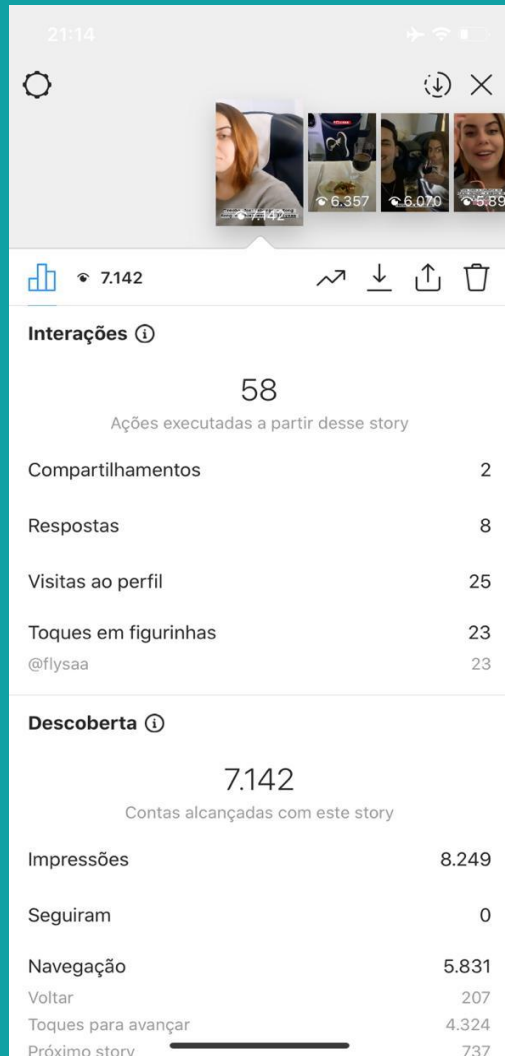 21:14
7.142
6.357
6.070
5.89
7.142
Interações
58
Ações executadas a partir desse story
Compartilhamentos 2
Respostas 8
Visitas ao perfil 25
Toques em figurinhas 23
@flysaa 23
Descoberta
7.142
Contas alcançadas com este story
Impressões 8.249
Seguiram 0
Navegação 5.831
Voltar 207
Toques para avançar 4.324
Próximo story 737